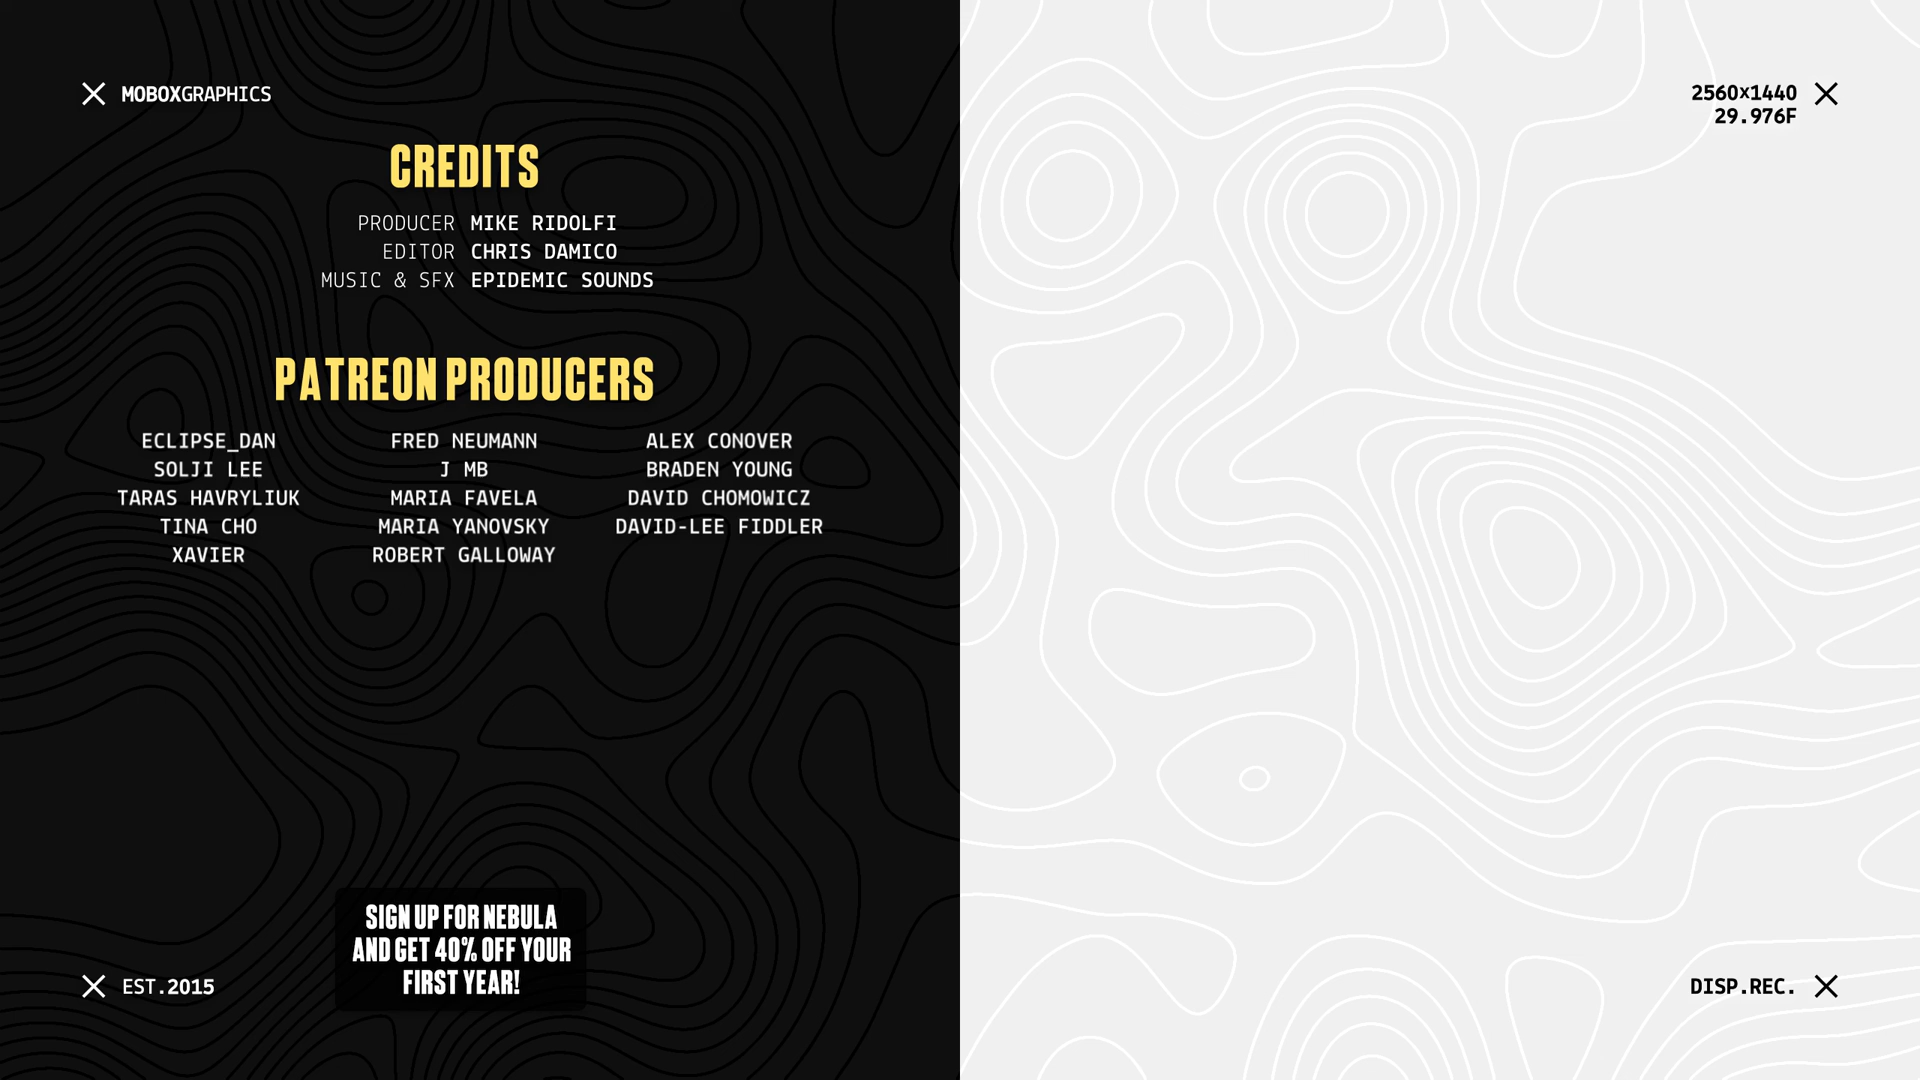 MOBOXGRAPHICS
2560x1440
29.976F
CREDITS
PRODUCER MIKE RIDOLFI
EDITOR CHRIS DAMICO
MUSIC & SFX EPIDEMIC SOUNDS
PATREON PRODUCERS
ECLIPSE_DAN
SOLJI LEE
TARAS HAVRYLIUK
TINA CHO
XAVIER
FRED NEUMANN
J MB
MARIA FAVELA
MARIA YANOVSKY
ROBERT GALLOWAY
ALEX CONOVER
BRADEN YOUNG
DAVID CHOMOWICZ
DAVID-LEE FIDDLER
SIGN UP FOR NEBULA
AND GET 40% OFF YOUR
FIRST YEAR!
EST.2015
DISP.REC.